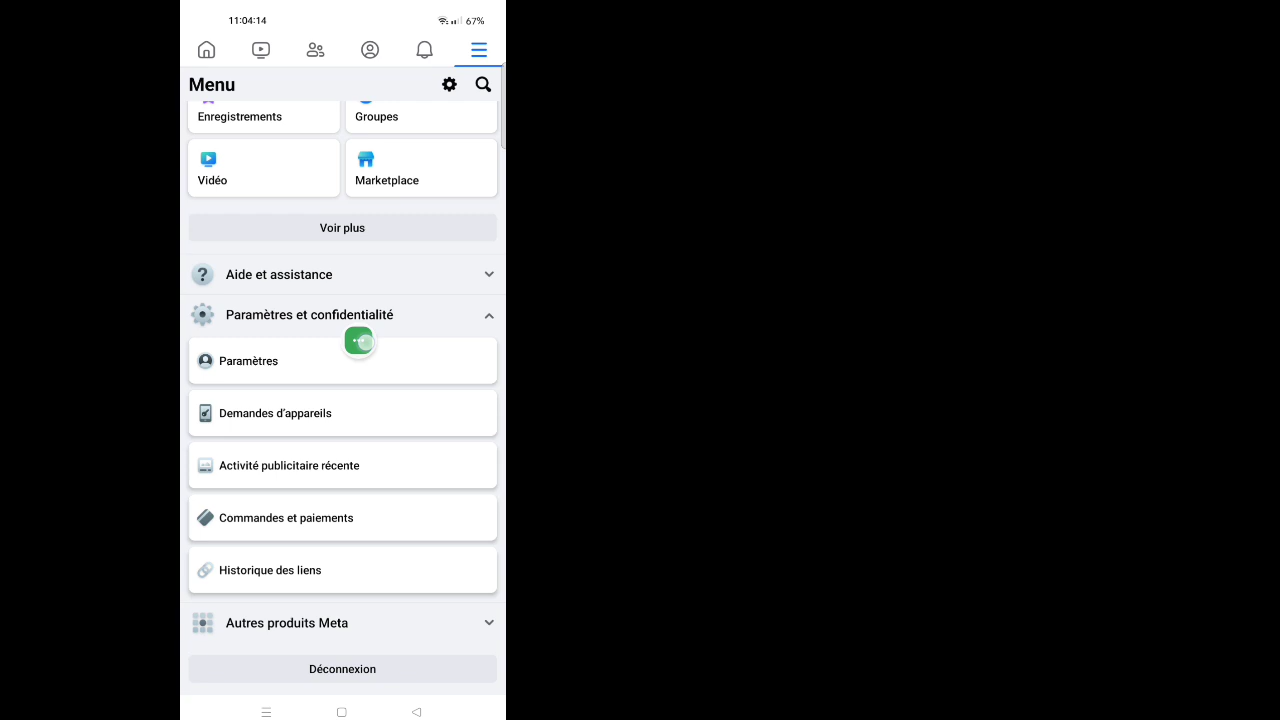 11:04:14
67%
Menu
Enregistrements
Groupes
Vidéo
Marketplace
Voir plus
Aide et assistance
Paramètres et confidentialité
Paramètres
Demandes d’appareils
Activité publicitaire récente
Commandes et paiements
Historique des liens
Autres produits Meta
Déconnexion